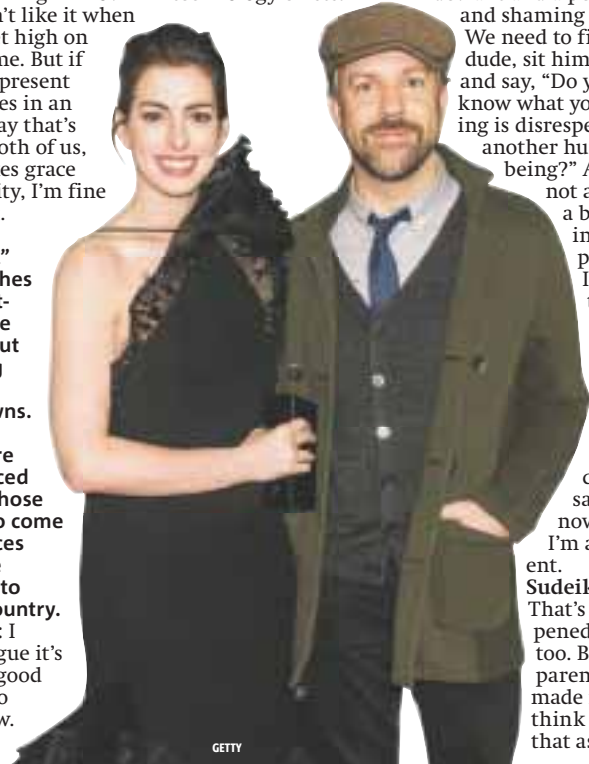 't like it when
t high on
me. But if
present
es in an
ay that's
oth of us,
es grace
ity, I'm fine
.
”
hes
t-
e
ut
g
wns.
re
ced
hose
o come
ces
to
ountry.
: I
gue it's
good
o
w.
and shaming
We need to fi
dude, sit him
and say, “Do y
know what yo
ing is disrespe
another hu
being?” A
not a
a b
in
p
I
c
sa
now
I'm a
ent.
Sudeik
That's
pened
too. B
paren
made
think
that as
GETTY